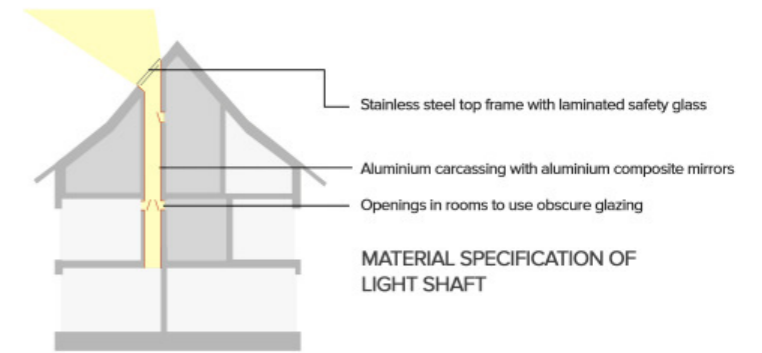 Stainless steel top frame with laminated safety glass
Aluminium carcassing with aluminium composite mirrors
Openings in rooms to use obscure glazing
MATERIAL SPECIFICATION OF
LIGHT SHAFT